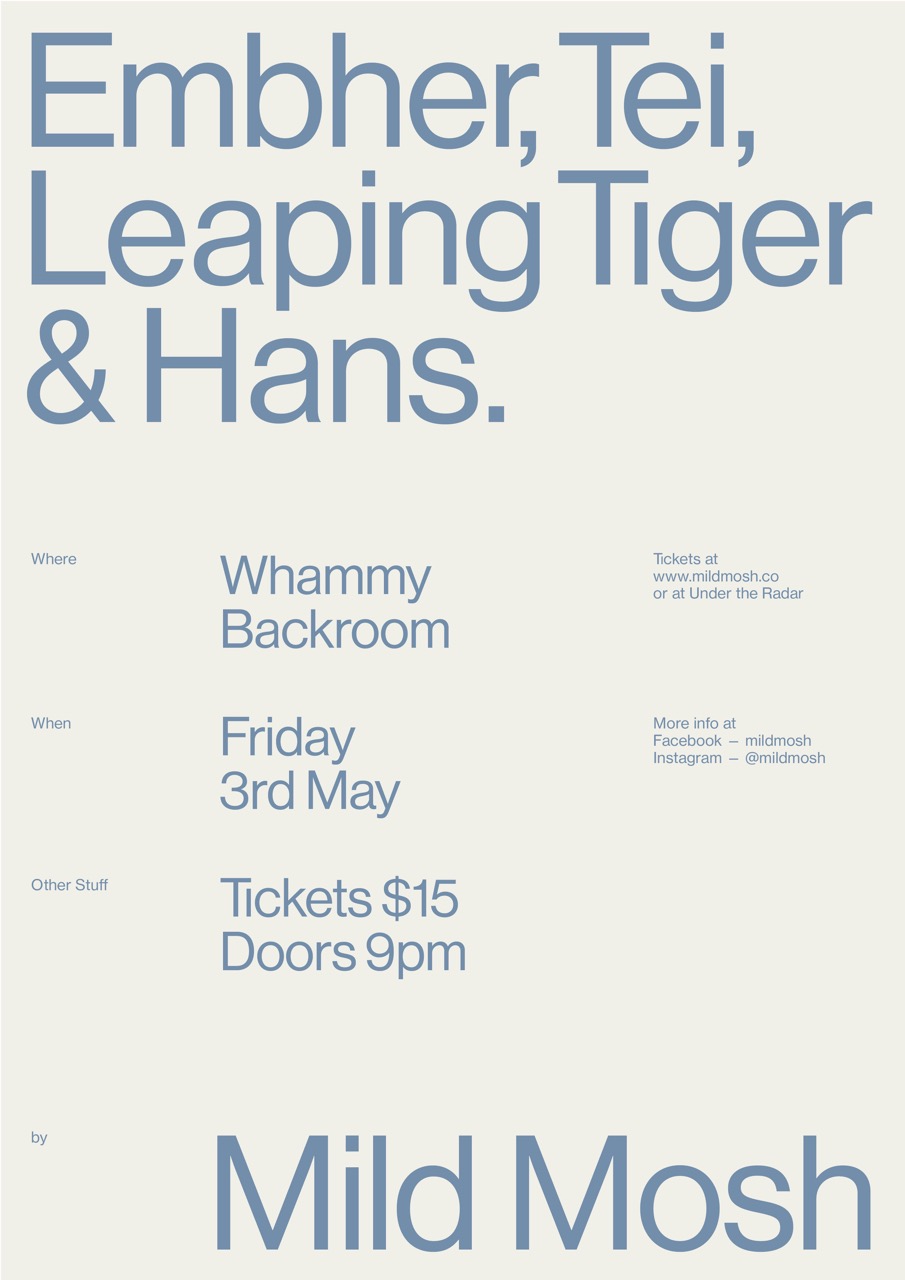 Embher, Tei,
Leaping Tiger
& Hans.
Where
Whammy
Backroom
Tickets at
www.mildmosh.co
or at Under the Radar
When
Friday
3rd May
More info at
Facebook – mildmosh
Instagram – @mildmosh
Other Stuff
Tickets $15
Doors 9pm
by
Mild Mosh